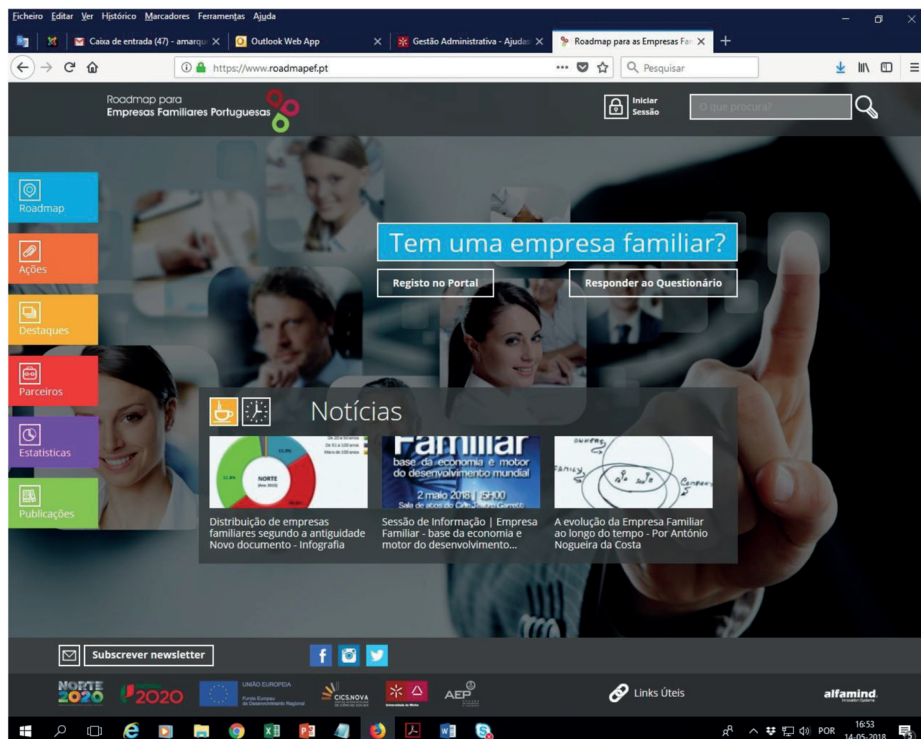 Ficheiro Editar Ver Histórico Marcadores Ferramentas Ajuda
Caixa de entrada (47) - amarqu
Outlook Web App
Gestão Administrativa - Ajudas
Roadmap para as Empresas Fa
https://www.roadmapef.pt
Pesquisar
Roadmap para
Empresas Familiares Portuguesas
Iniciar
Sessão
O que procura?
Roadmap
Ações
Destaques
Parceiros
Estatisticas
Publicações
Tem uma empresa familiar?
Registo no Portal
Responder ao Questionário
Notícias
NORTE
Familiar
base da economia e motor
do desenvolvimento mundial
2 maio 2018 | 15H00
Distribuição de empresas
familiares segundo a antiguidade
Novo documento - Infografia
Sessão de Informação | Empresa
Familiar - base da economia e
motor do desenvolvimento...
A evolução da Empresa Familiar
ao longo do tempo - Por António
Nogueira da Costa
Subscrever newsletter
NORTE
2020
2020
UNIÃO EUROPEIA
Fundo Europeu
de Desenvolvimento Regional
CICS.NOVA
Universidade do Minho
AEP
Links Úteis
alfamind
POR
16:53
14-05-2018